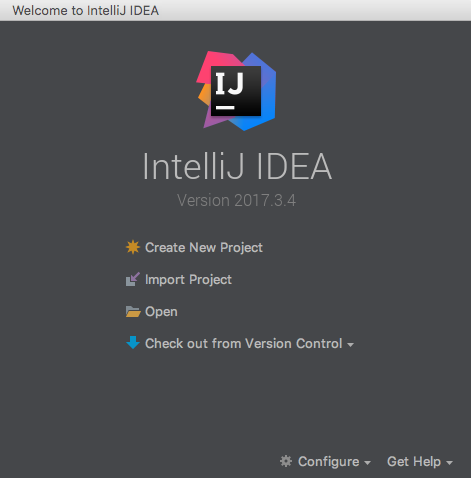 Welcome to IntelliJ IDEA
IJ
IntelliJ IDEA
Version 2017.3.4
Create New Project
Import Project
Open
Check out from Version Control
Configure Get Help